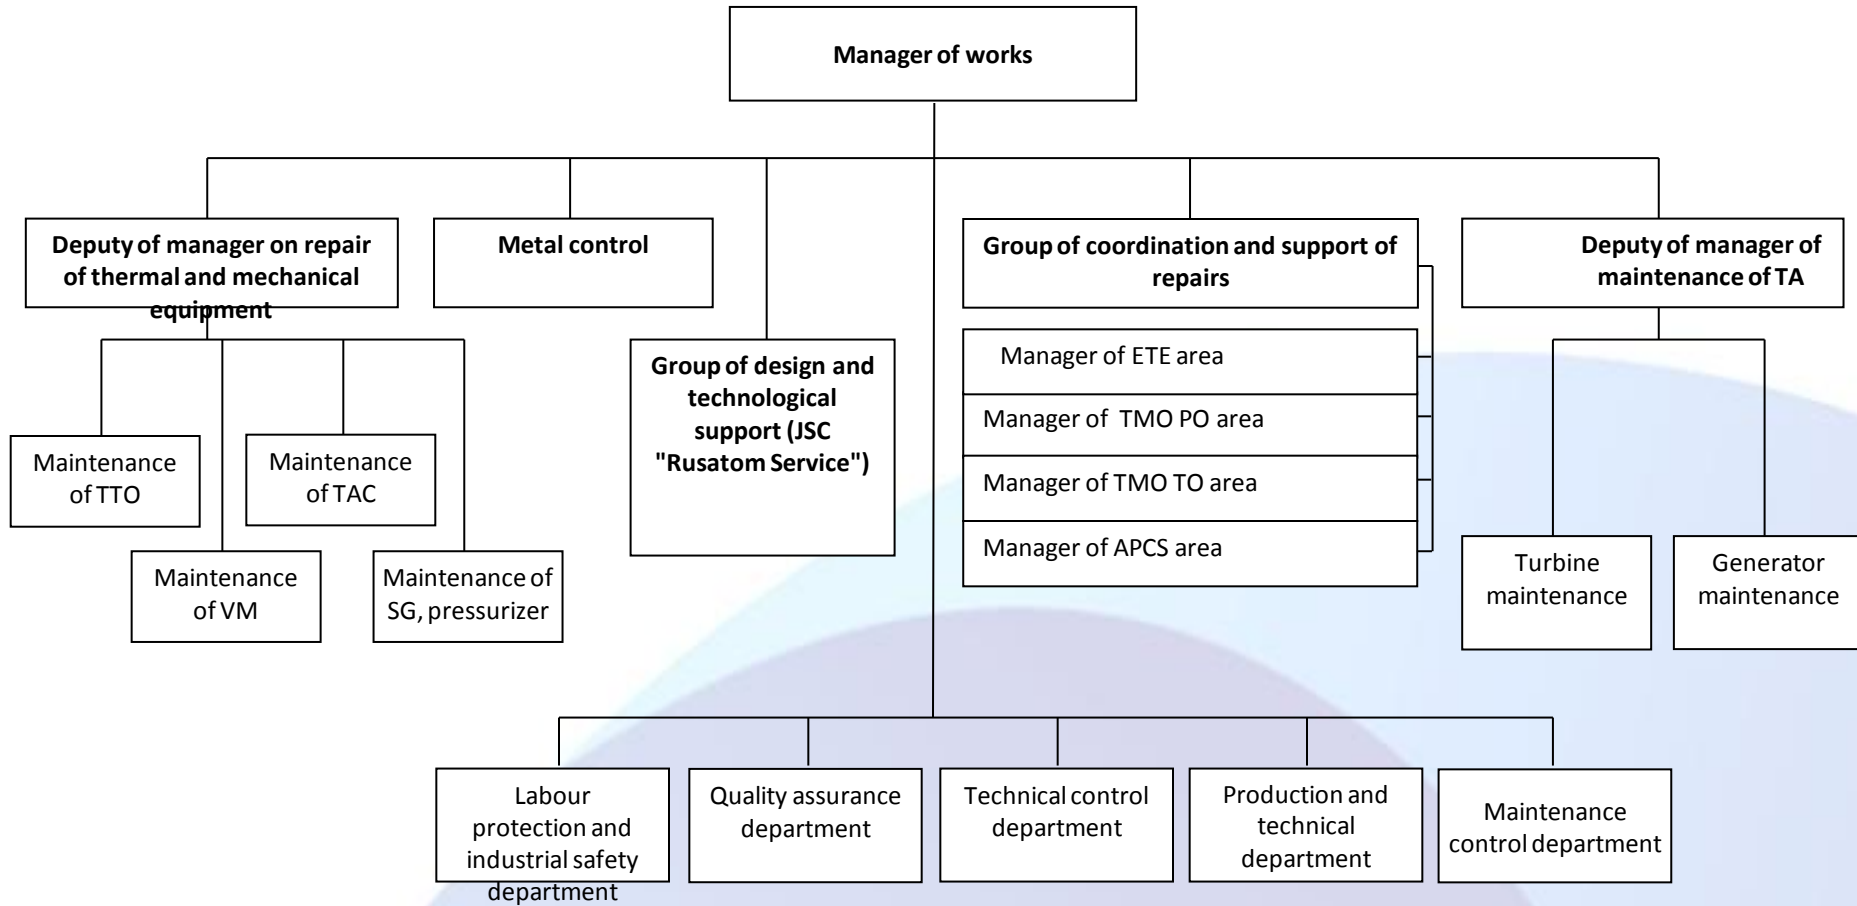 Manager of works
Deputy of manager on repair
of thermal and mechanical
equipment
Metal control
Group of design and
technological
support (JSC
"Rusatom Service")
Group of coordination and support of
repairs
Deputy of manager of
maintenance of TA
Manager of ETE area
Manager of TMO PO area
Manager of TMO TO area
Manager of APCS area
Maintenance
of TTO
Maintenance
of TAC
Maintenance
of VM
Maintenance of
SG, pressurizer
Turbine
maintenance
Generator
maintenance
Labour
protection and
industrial safety
department
Quality assurance
department
Technical control
department
Production and
technical
department
Maintenance
control department